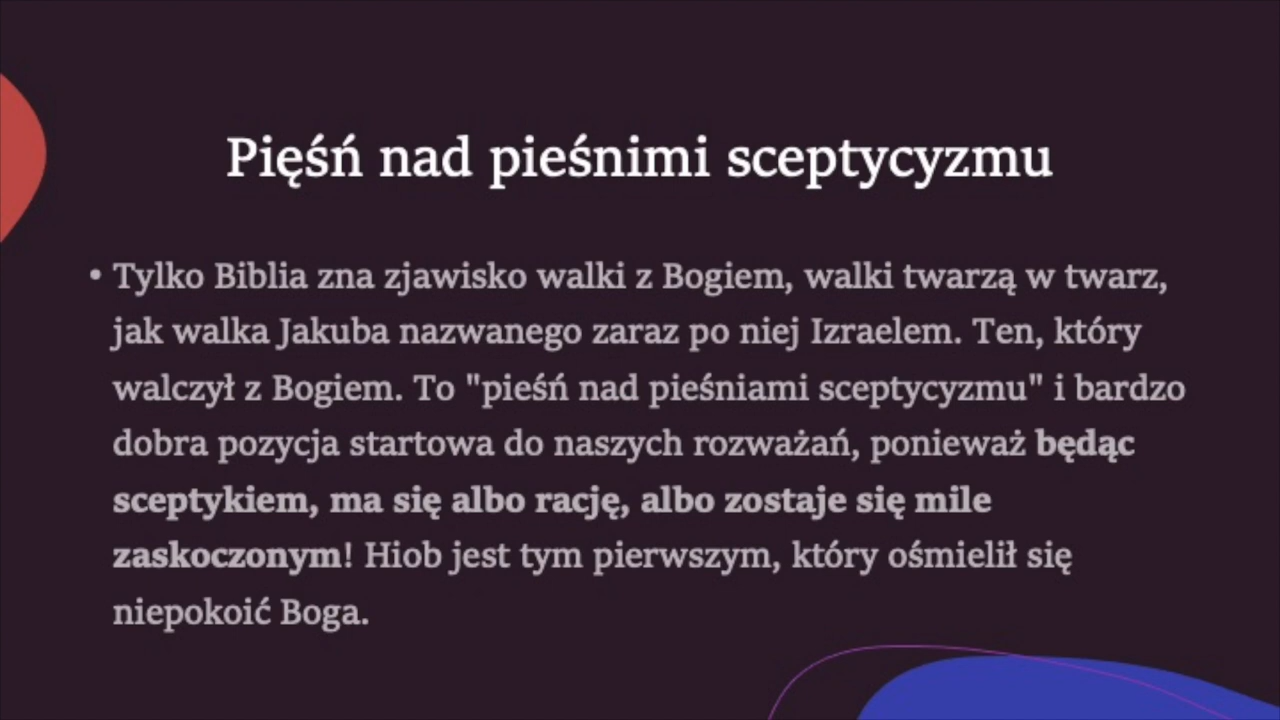 Pięśń nad pieśnimi sceptycyzmu
• Tylko Biblia zna zjawisko walki z Bogiem, walki twarzą w twarz,
jak walka Jakuba nazwanego zaraz po niej Izraelem. Ten, który
walczył z Bogiem. To "pieśń nad pieśniami sceptycyzmu" i bardzo
dobra pozycja startowa do naszych rozważań, ponieważ będąc
sceptykiem, ma się albo rację, albo zostaje się mile
zaskoczonym! Hiob jest tym pierwszym, który ośmielił się
niepokoić Boga.